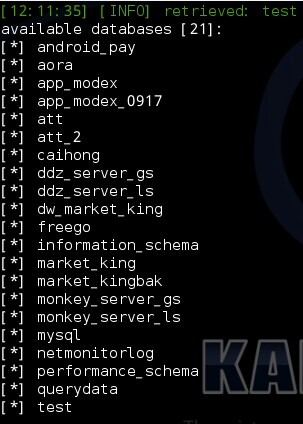 [12:11:35] [INFO] retrieved: test
available databases [21]:
[*] android_pay
[*] aora
[*] app_modex
[*] app_modex_0917
[*] att
[*] att_2
[*] caihong
[*] ddz_server_gs
[*] ddz_server_ls
[*] dw_market_king
[*] freego
[*] information_schema
[*] market_king
[*] market_kingbak
[*] monkey_server_gs
[*] monkey_server_ls
[*] mysql
[*] netmonitorlog
[*] performance_schema
[*] querydata
[*] test